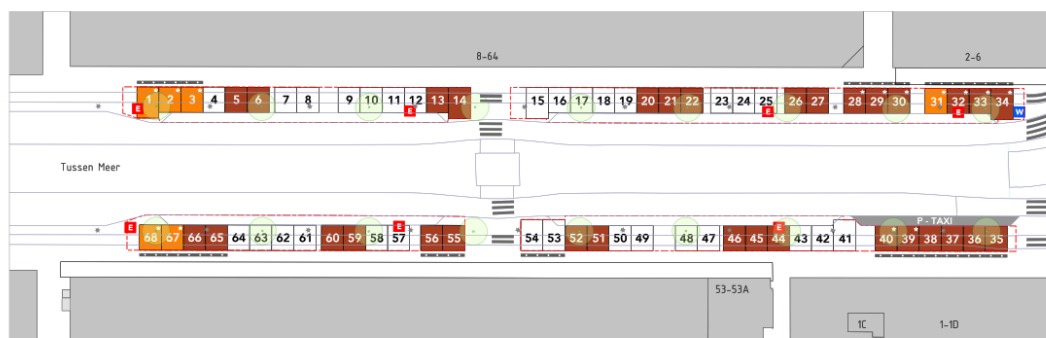 8-64
2-6
1 2 3 4 5 6 7 8 9 10 11 12 13 14 15 16 17 18 19 20 21 22 23 24 25 26 27 28 29 30 31 32 33 34
E E E E W
Tussen Meer
P - TAXI
E E E
68 67 66 65 64 63 62 61 60 59 58 57 56 55 54 53 52 51 50 49 48 47 46 45 44 43 42 41 40 39 38 37 36 35
53-53A
1C
1-1D